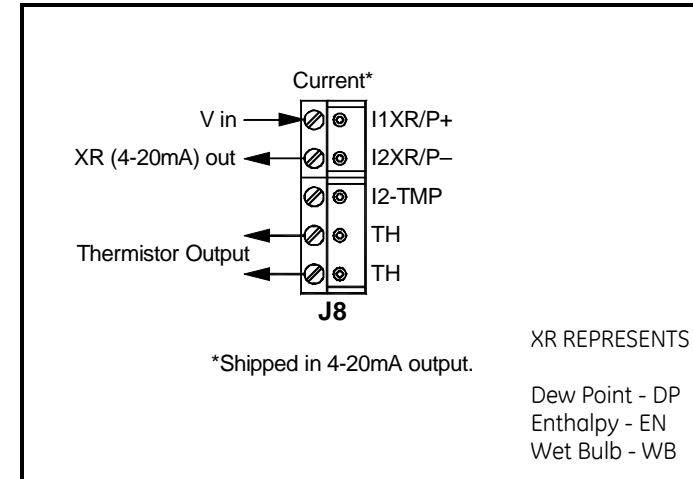 Current*
V in
I1XR/P+
XR (4-20mA) out
I2XR/P–
I2-TMP
Thermistor Output
TH
TH
J8
*Shipped in 4-20mA output.
XR REPRESENTS
Dew Point - DP
Enthalpy - EN
Wet Bulb - WB